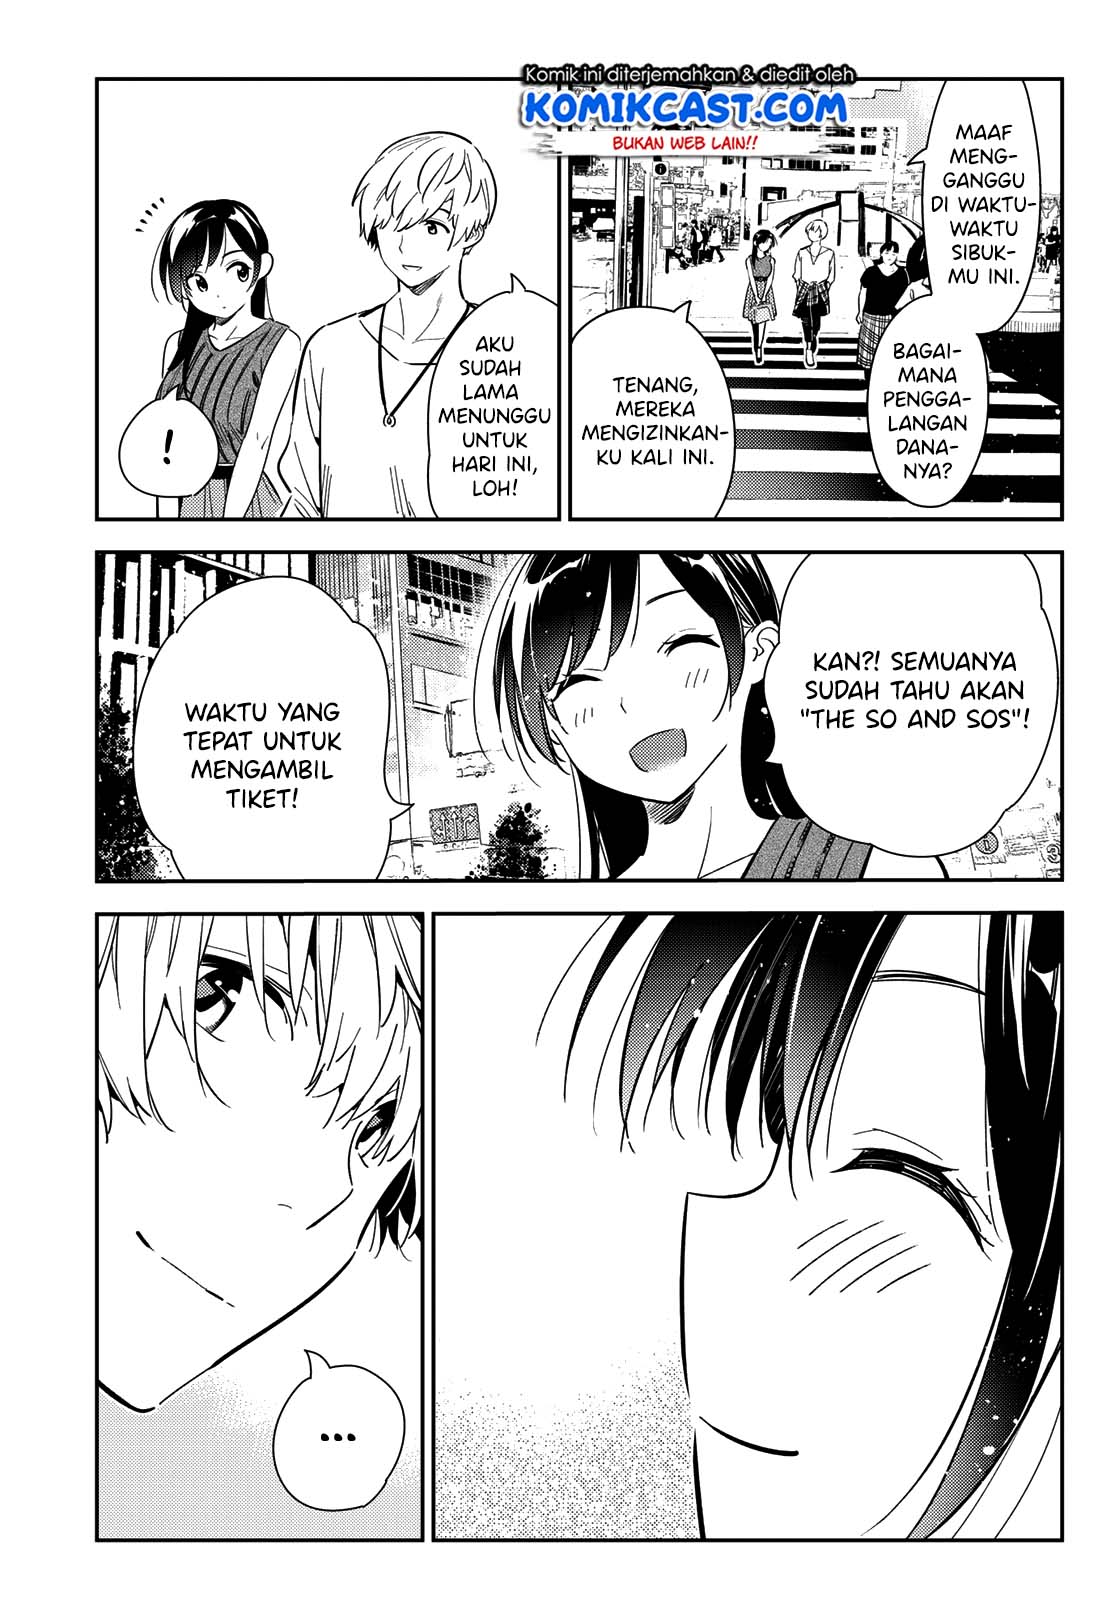 Komik ini diterjemahkan & diedit oleh
KOMIKCAST.COM
BUKAN WEB LAIN!!
MAAF
MENG-
GANGGU
DI WAKTU-
WAKTU
SIBUK-
MU INI.
BAGAI-
MANA
PENGGA-
LANGAN
DANA-
NYA?
TENANG,
MEREKA
MENGIZINKAN-
KU KALI INI.
AKU
SUDAH
LAMA
MENUNGGU
UNTUK
HARI INI,
LOH!
!
KAN?! SEMUANYA
SUDAH TAHU AKAN
"THE SO AND SOS"!
WAKTU YANG
TEPAT UNTUK
MENGAMBIL
TIKET!
...